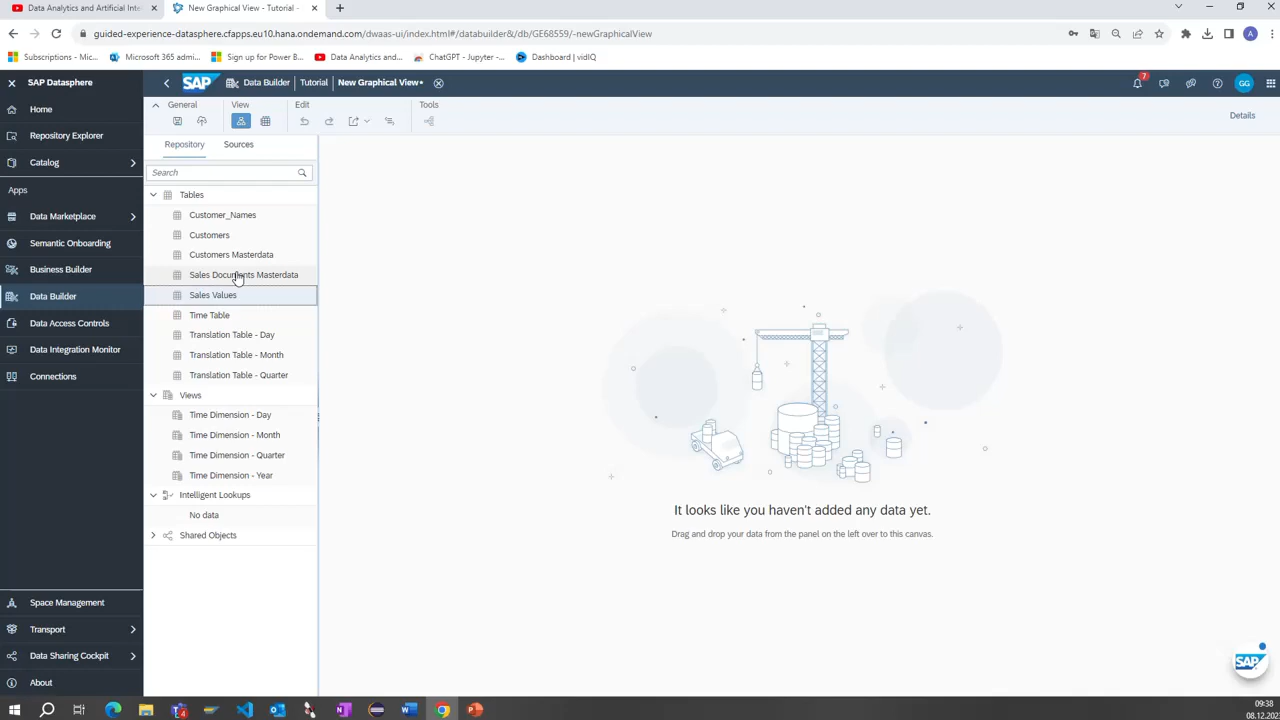 Data Analytics and Artificial Inte
New Graphical View - Tutorial -
guided-experience-datasphere.cfapps.eu10.hana.ondemand.com/dwaas-ui/index.html#/databuilder&/db/GE68559/-newGraphicalView
Subscriptions - Mic...
Microsoft 365 admi...
Sign up for Power B...
Data Analytics and...
ChatGPT - Jupyter -...
Dashboard | vidIQ
SAP Datasphere
SAP
Data Builder
Tutorial
New Graphical View*
7
GG
Home
Repository Explorer
Catalog
Apps
Data Marketplace
Semantic Onboarding
Business Builder
Data Builder
Data Access Controls
Data Integration Monitor
Connections
Space Management
Transport
Data Sharing Cockpit
About
General
View
Edit
Tools
Details
Repository
Sources
Search
Tables
Customer_Names
Customers
Customers Masterdata
Sales Documents Masterdata
Sales Values
Time Table
Translation Table - Day
Translation Table - Month
Translation Table - Quarter
Views
Time Dimension - Day
Time Dimension - Month
Time Dimension - Quarter
Time Dimension - Year
Intelligent Lookups
No data
Shared Objects
It looks like you haven't added any data yet.
Drag and drop your data from the panel on the left over to this canvas.
SAP
09:38